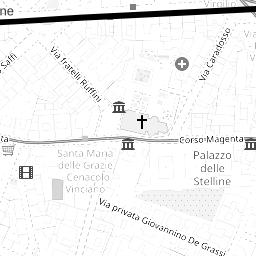 Virgilio
ne
Saffi
Via fratelli Ruffini
Via Caradosso
ta
Corso Magenta
Santa Maria
delle Grazie
Cenacolo
Vinciano
Palazzo
delle
Stelline
Via privata Giovannino De Grassi